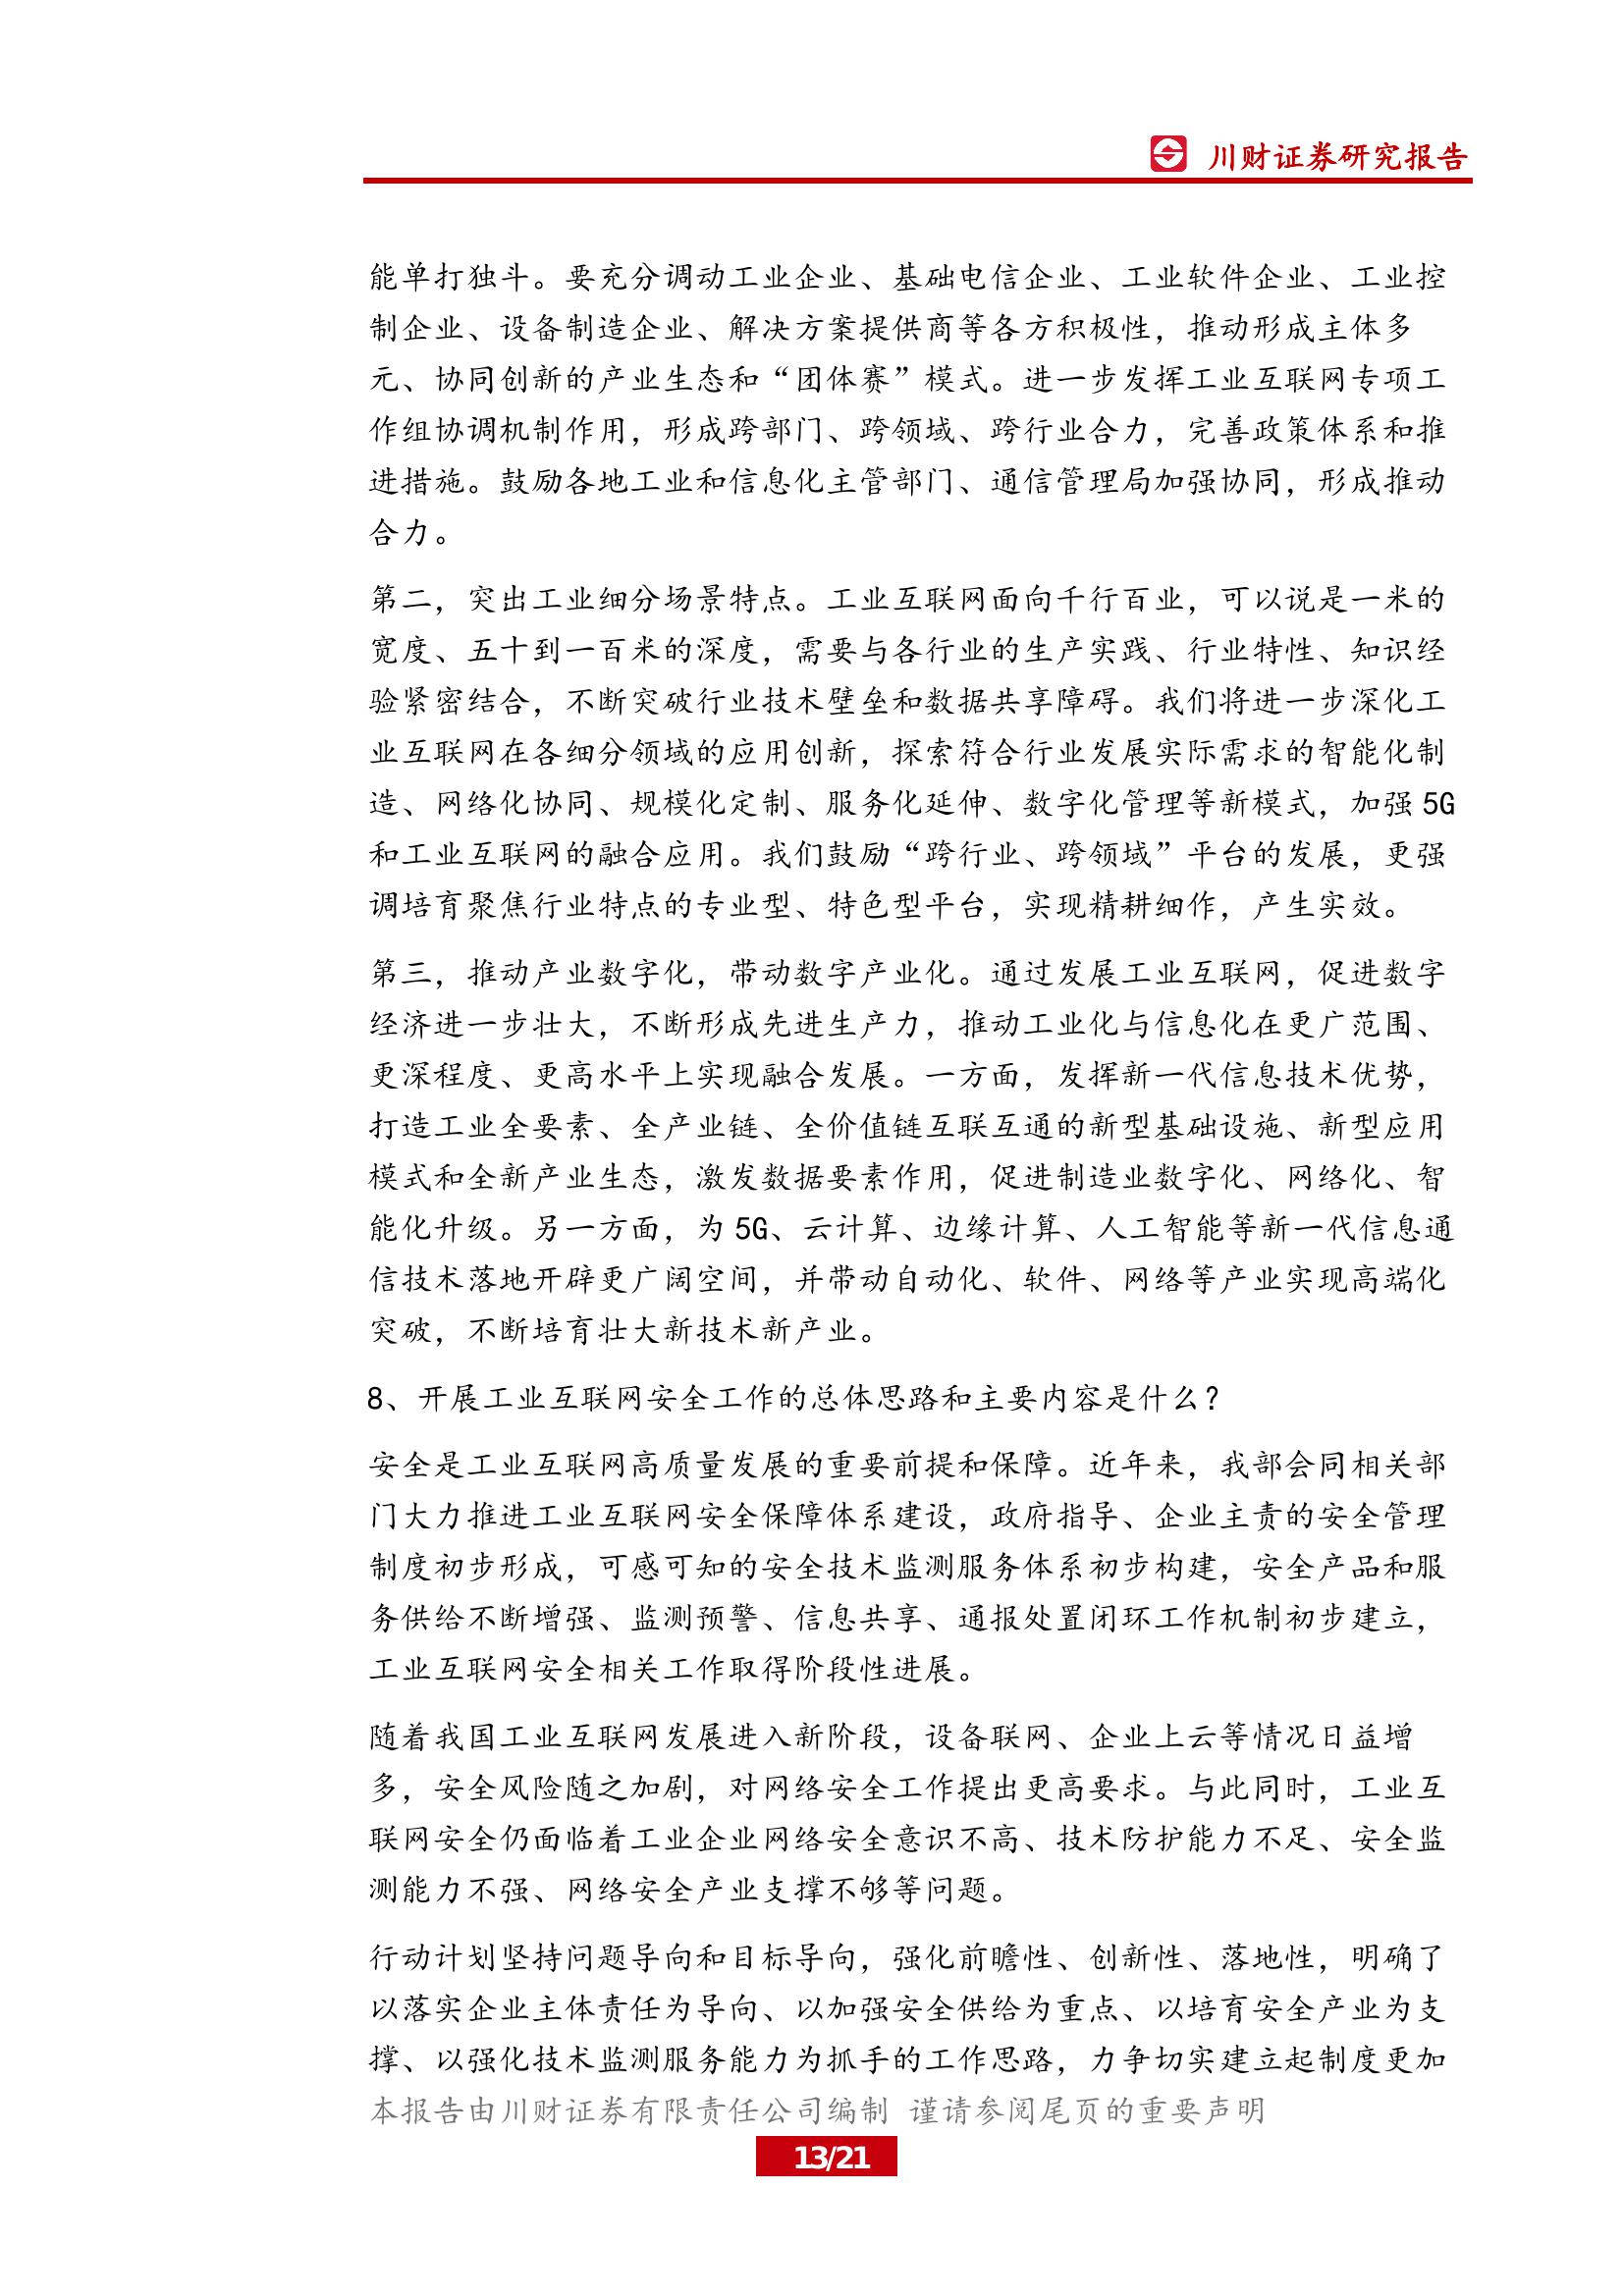 川财证券研究报告
能单打独斗。要充分调动工业企业、基础电信企业、工业软件企业、工业控
制企业、设备制造企业、解决方案提供商等各方积极性，推动形成主体多
元、协同创新的产业生态和“团体赛”模式。进一步发挥工业互联网专项工
作组协调机制作用，形成跨部门、跨领域、跨行业合力，完善政策体系和推
进措施。鼓励各地工业和信息化主管部门、通信管理局加强协同，形成推动
合力。
第二，突出工业细分场景特点。工业互联网面向千行百业，可以说是一米的
宽度、五十到一百米的深度，需要与各行业的生产实践、行业特性、知识经
验紧密结合，不断突破行业技术壁垒和数据共享障碍。我们将进一步深化工
业互联网在各细分领域的应用创新，探索符合行业发展实际需求的智能化制
造、网络化协同、规模化定制、服务化延伸、数字化管理等新模式，加强 5G
和工业互联网的融合应用。我们鼓励“跨行业、跨领域”平台的发展，更强
调培育聚焦行业特点的专业型、特色型平台，实现精耕细作，产生实效。
第三，推动产业数字化，带动数字产业化。通过发展工业互联网，促进数字
经济进一步壮大，不断形成先进生产力，推动工业化与信息化在更广范围、
更深程度、更高水平上实现融合发展。一方面，发挥新一代信息技术优势，
打造工业全要素、全产业链、全价值链互联互通的新型基础设施、新型应用
模式和全新产业生态，激发数据要素作用，促进制造业数字化、网络化、智
能化升级。另一方面，为 5G、云计算、边缘计算、人工智能等新一代信息通
信技术落地开辟更广阔空间，并带动自动化、软件、网络等产业实现高端化
突破，不断培育壮大新技术新产业。
8、开展工业互联网安全工作的总体思路和主要内容是什么？
安全是工业互联网高质量发展的重要前提和保障。近年来，我部会同相关部
门大力推进工业互联网安全保障体系建设，政府指导、企业主责的安全管理
制度初步形成，可感可知的安全技术监测服务体系初步构建，安全产品和服
务供给不断增强、监测预警、信息共享、通报处置闭环工作机制初步建立，
工业互联网安全相关工作取得阶段性进展。
随着我国工业互联网发展进入新阶段，设备联网、企业上云等情况日益增
多，安全风险随之加剧，对网络安全工作提出更高要求。与此同时，工业互
联网安全仍面临着工业企业网络安全意识不高、技术防护能力不足、安全监
测能力不强、网络安全产业支撑不够等问题。
行动计划坚持问题导向和目标导向，强化前瞻性、创新性、落地性，明确了
以落实企业主体责任为导向、以加强安全供给为重点、以培育安全产业为支
撑、以强化技术监测服务能力为抓手的工作思路，力争切实建立起制度更加
本报告由川财证券有限责任公司编制 谨请参阅尾页的重要声明
13/21